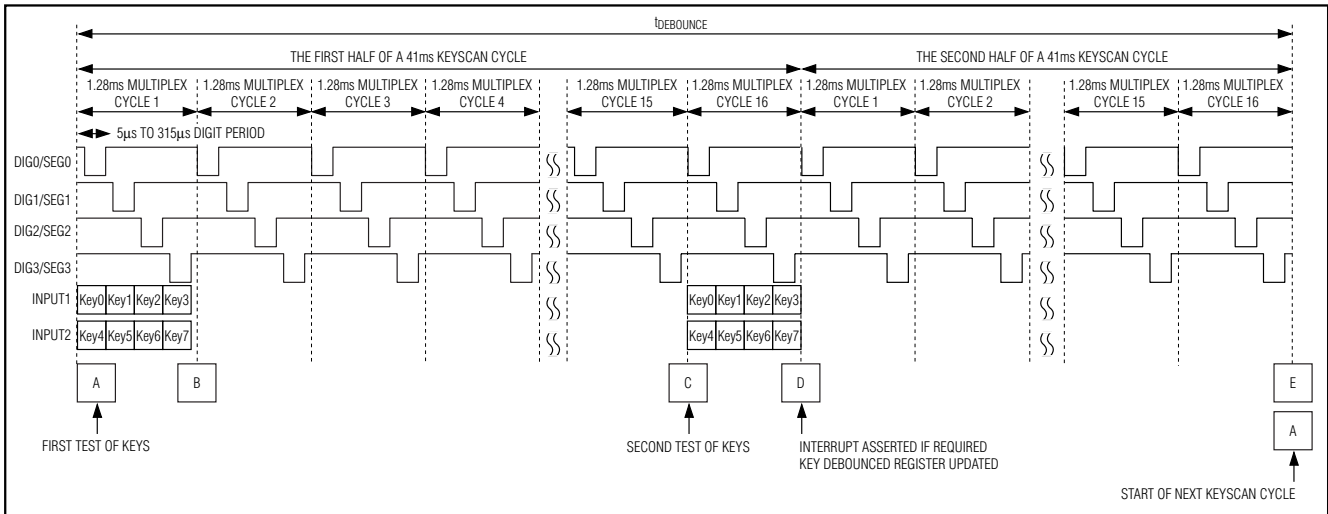 tDEBOUNCE
THE FIRST HALF OF A 41ms KEYSCAN CYCLE
THE SECOND HALF OF A 41ms KEYSCAN CYCLE
1.28ms MULTIPLEX
CYCLE 1
1.28ms MULTIPLEX
CYCLE 2
1.28ms MULTIPLEX
CYCLE 3
1.28ms MULTIPLEX
CYCLE 4
1.28ms MULTIPLEX
CYCLE 15
1.28ms MULTIPLEX
CYCLE 16
1.28ms MULTIPLEX
CYCLE 1
1.28ms MULTIPLEX
CYCLE 2
1.28ms MULTIPLEX
CYCLE 15
1.28ms MULTIPLEX
CYCLE 16
5μs TO 315μs DIGIT PERIOD
DIG0/SEG0
DIG1/SEG1
DIG2/SEG2
DIG3/SEG3
INPUT1 Key0 Key1 Key2 Key3 Key0 Key1 Key2 Key3
INPUT2 Key4 Key5 Key6 Key7 Key4 Key5 Key6 Key7
A B C D E
FIRST TEST OF KEYS
SECOND TEST OF KEYS
INTERRUPT ASSERTED IF REQUIRED
KEY DEBOUNCED REGISTER UPDATED
A
START OF NEXT KEYSCAN CYCLE